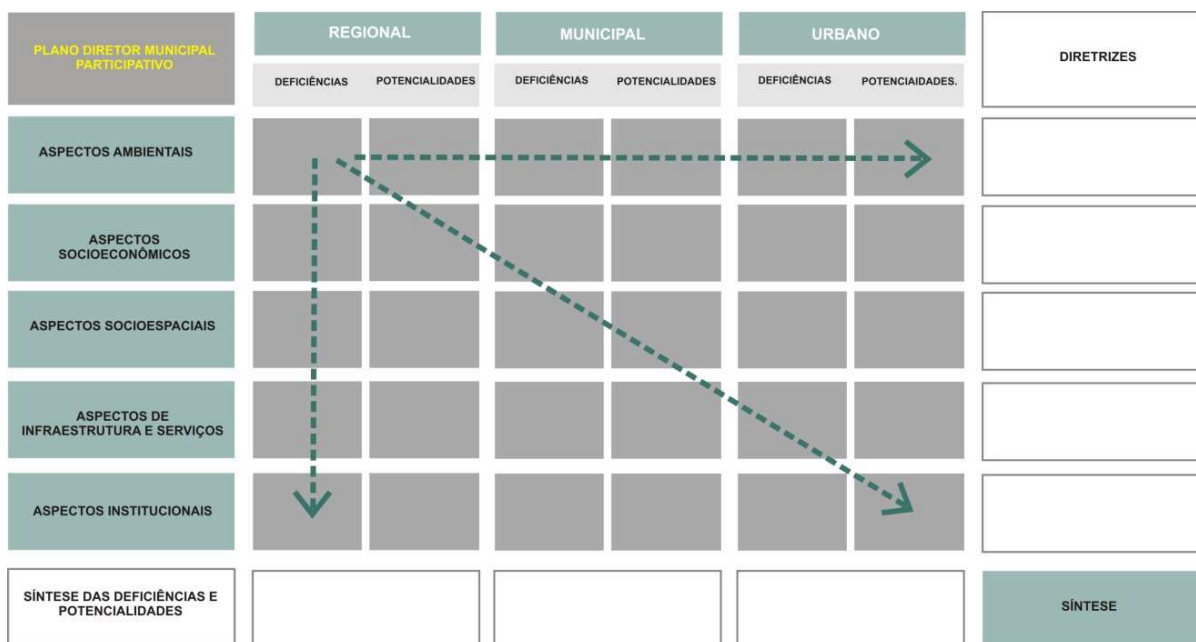 PLANO DIRETOR MUNICIPAL
PARTICIPATIVO
REGIONAL
MUNICIPAL
URBANO
DIRETRIZES
DEFICIÊNCIAS
POTENCIALIDADES
DEFICIÊNCIAS
POTENCIALIDADES
DEFICIÊNCIAS
POTENCIAIDADES.
ASPECTOS AMBIENTAIS
ASPECTOS
SOCIOECONÔMICOS
ASPECTOS SOCIOESPACIAIS
ASPECTOS DE
INFRAESTRUTURA E SERVIÇOS
ASPECTOS INSTITUCIONAIS
SÍNTESE DAS DEFICIÊNCIAS E
POTENCIALIDADES
SÍNTESE